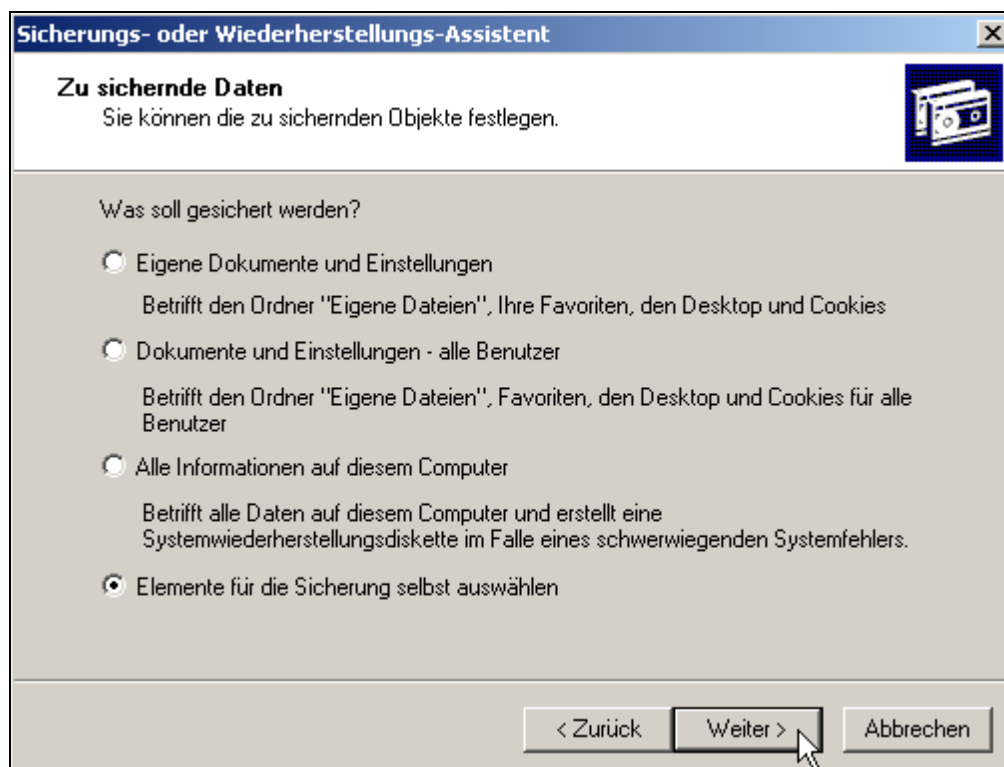 Sicherungs- oder Wiederherstellungs-Assistent
Zu sichernde Daten
Sie können die zu sichernden Objekte festlegen.
Was soll gesichert werden?
Eigene Dokumente und Einstellungen
Betrifft den Ordner "Eigene Dateien", Ihre Favoriten, den Desktop und Cookies
Dokumente und Einstellungen - alle Benutzer
Betrifft den Ordner "Eigene Dateien", Favoriten, den Desktop und Cookies für alle
Benutzer
Alle Informationen auf diesem Computer
Betrifft alle Daten auf diesem Computer und erstellt eine
Systemwiederherstellungsdiskette im Falle eines schwerwiegenden Systemfehlers.
Elemente für die Sicherung selbst auswählen
< Zurück Weiter > Abbrechen